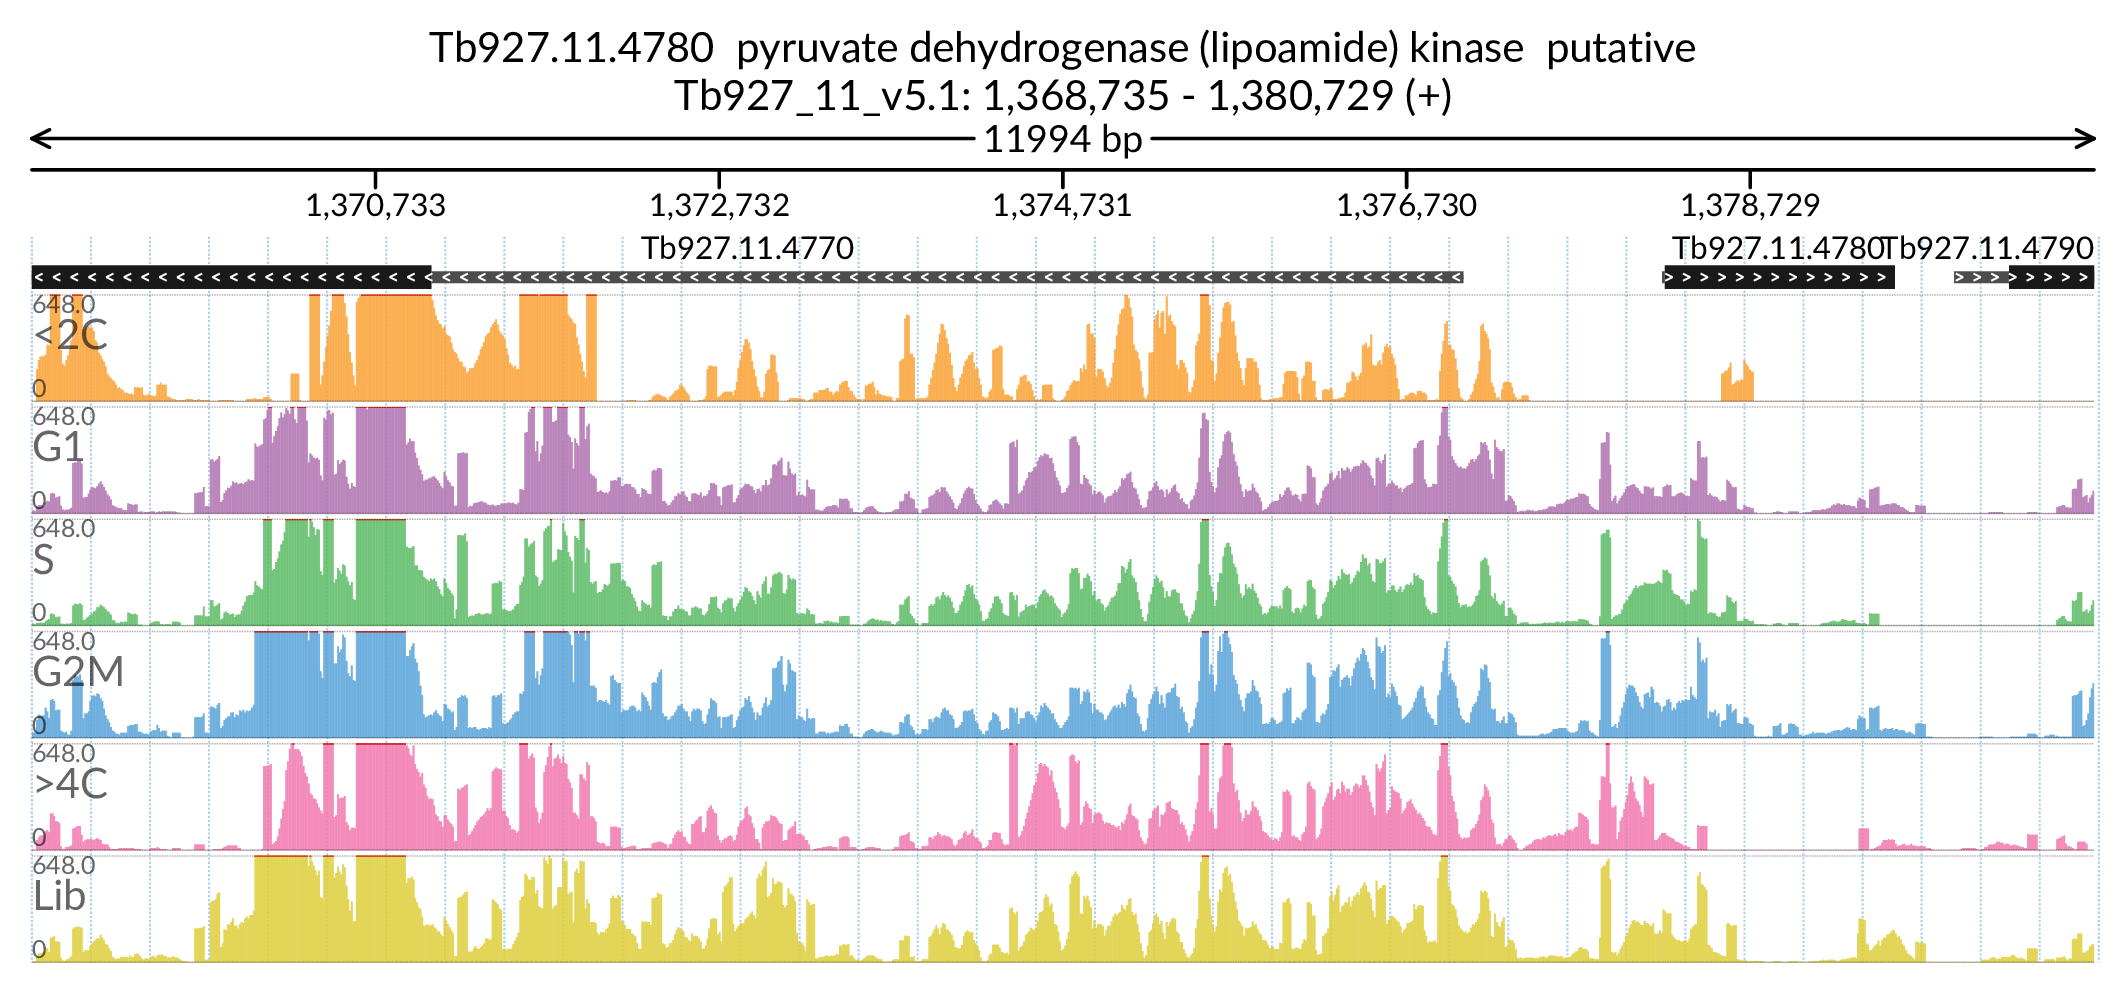 Tb927.11.4780  pyruvate dehydrogenase (lipoamide) kinase  putative
Tb927_11_v5.1: 1,368,735 - 1,380,729 (+)
11994 bp
1,370,733 1,372,732 1,374,731 1,376,730 1,378,729
Tb927.11.4770 Tb927.11.4780 Tb927.11.4790
648.0
<2C
0
648.0
G1
0
648.0
S
0
648.0
G2M
0
648.0
>4C
0
648.0
Lib
0